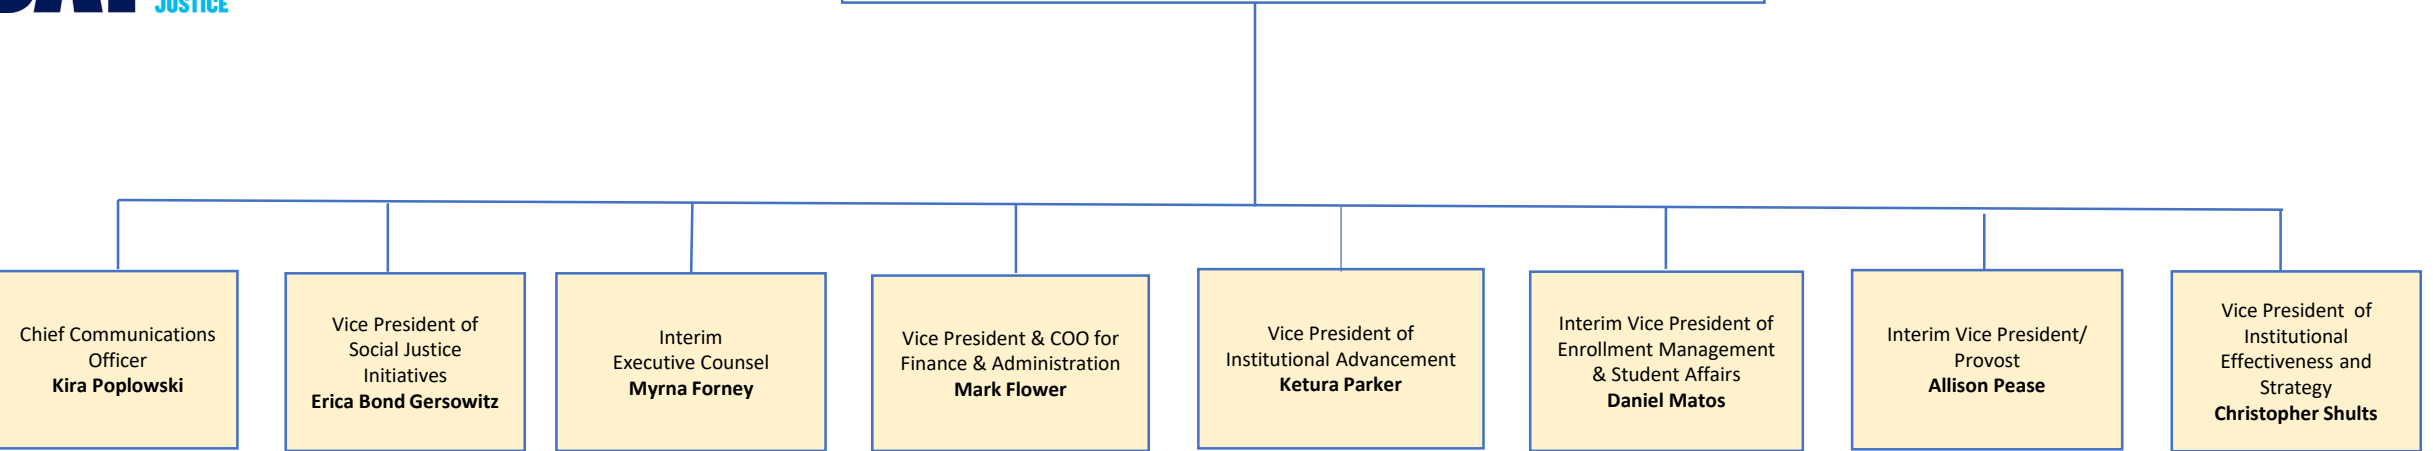 JUSTICE
Chief Communications
Officer
Kira Poplowski
Vice President of
Social Justice
Initiatives
Erica Bond Gersowitz
Interim
Executive Counsel
Myrna Forney
Vice President & COO for
Finance & Administration
Mark Flower
Vice President of
Institutional Advancement
Ketura Parker
Interim Vice President of
Enrollment Management
& Student Affairs
Daniel Matos
Interim Vice President/
Provost
Allison Pease
Vice President of
Institutional
Effectiveness and
Strategy
Christopher Shults